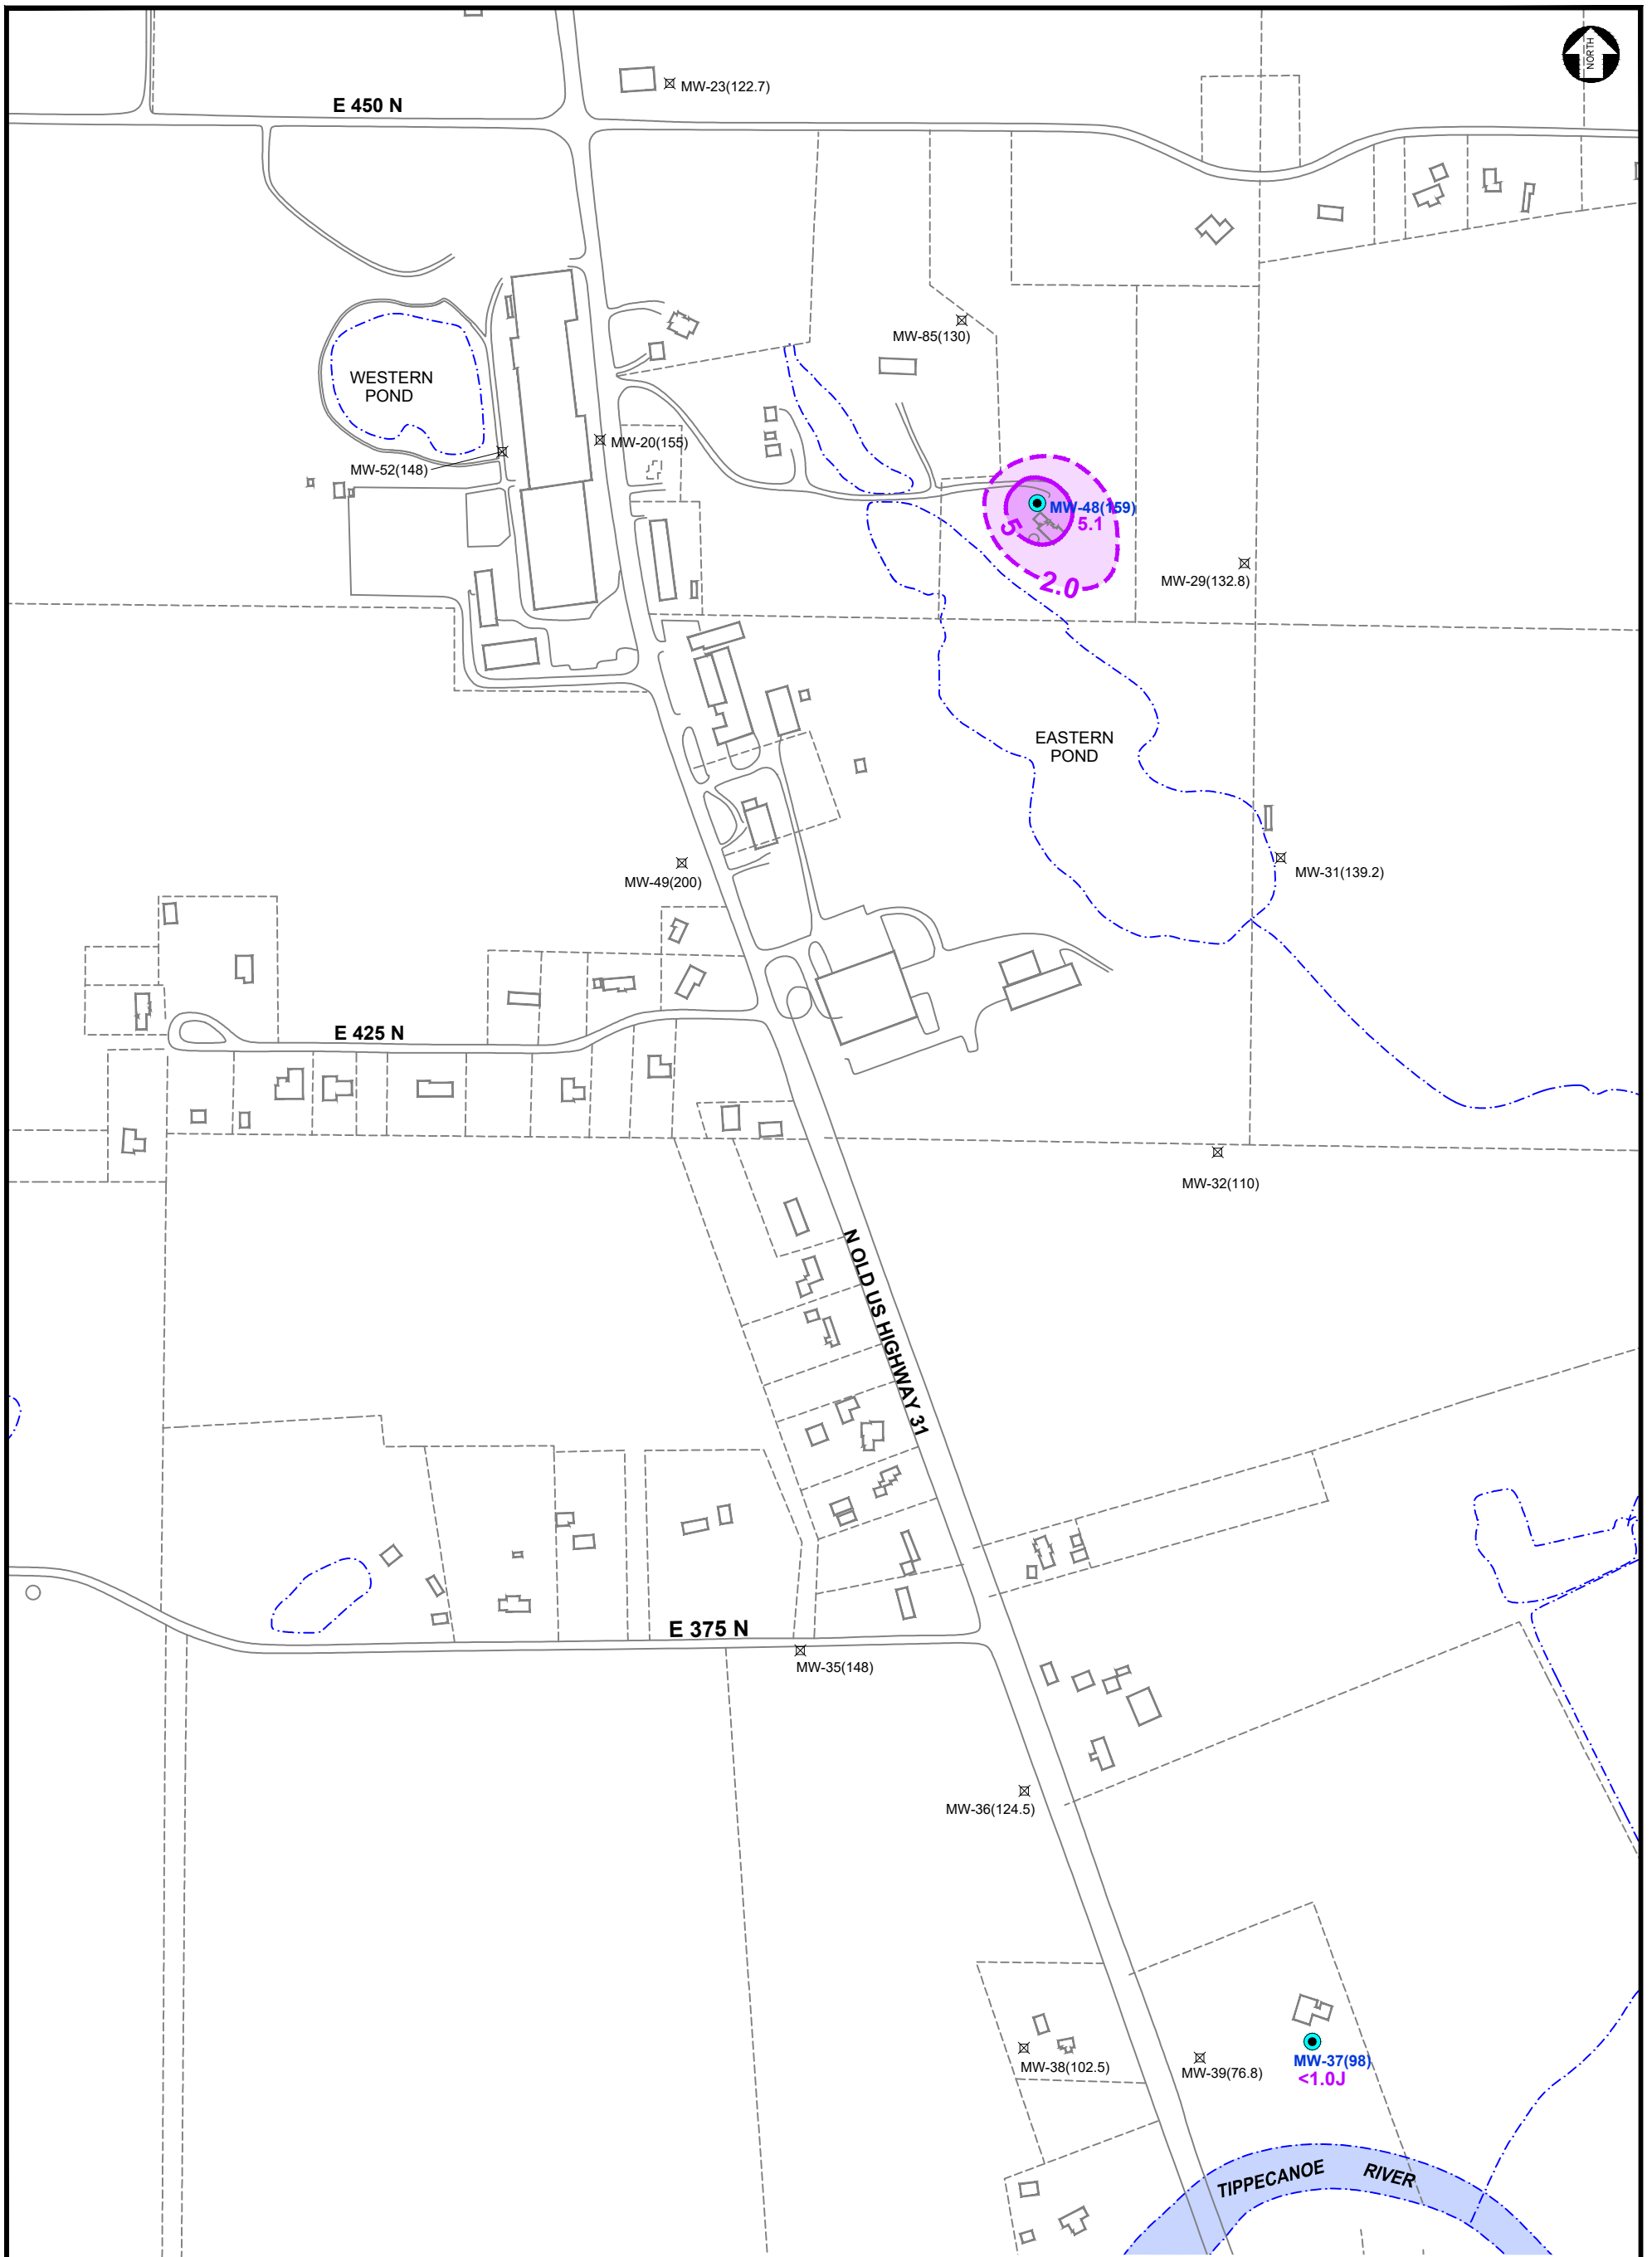 NORTH
MW-23(122.7)
E 450 N
MW-85(130)
WESTERN
POND
MW-20(155)
MW-52(148)
MW-48(159)
5.1
5
2.0
MW-29(132.8)
EASTERN
POND
MW-31(139.2)
MW-49(200)
E 425 N
MW-32(110)
N OLD US HIGHWAY 31
E 375 N
MW-35(148)
MW-36(124.5)
MW-38(102.5)
MW-39(76.8)
MW-37(98)
<1.0J
TIPPECANOE RIVER